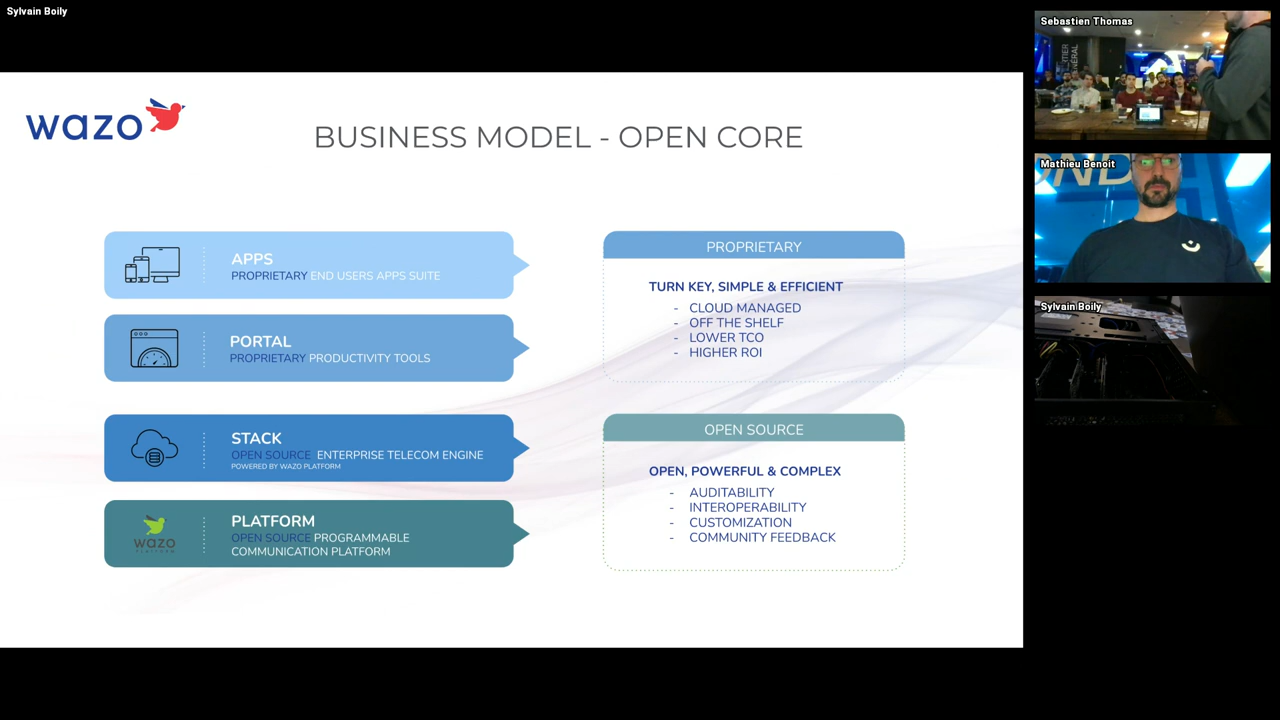 Sylvain Boily
wazo
BUSINESS MODEL - OPEN CORE
APPS
PROPRIETARY END USERS APPS SUITE
PORTAL
PROPRIETARY PRODUCTIVITY TOOLS
STACK
OPEN SOURCE ENTERPRISE TELECOM ENGINE
POWERED BY WAZO PLATFORM
wazo
PLATFORM
PLATFORM
OPEN SOURCE PROGRAMMABLE
COMMUNICATION PLATFORM
PROPRIETARY
TURN KEY, SIMPLE & EFFICIENT
- CLOUD MANAGED
- OFF THE SHELF
- LOWER TCO
- HIGHER ROI
OPEN SOURCE
OPEN, POWERFUL & COMPLEX
- AUDITABILITY
- INTEROPERABILITY
- CUSTOMIZATION
- COMMUNITY FEEDBACK
Sebastien Thomas
Mathieu Benoit
Sylvain Boily